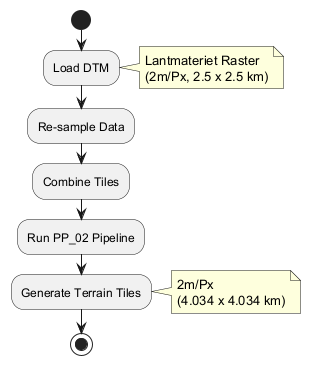 Load DTM
Lantmateriet Raster
(2m/Px, 2.5 x 2.5 km)
Re-sample Data
Combine Tiles
Run PP_02 Pipeline
Generate Terrain Tiles
2m/Px
(4.034 x 4.034 km)